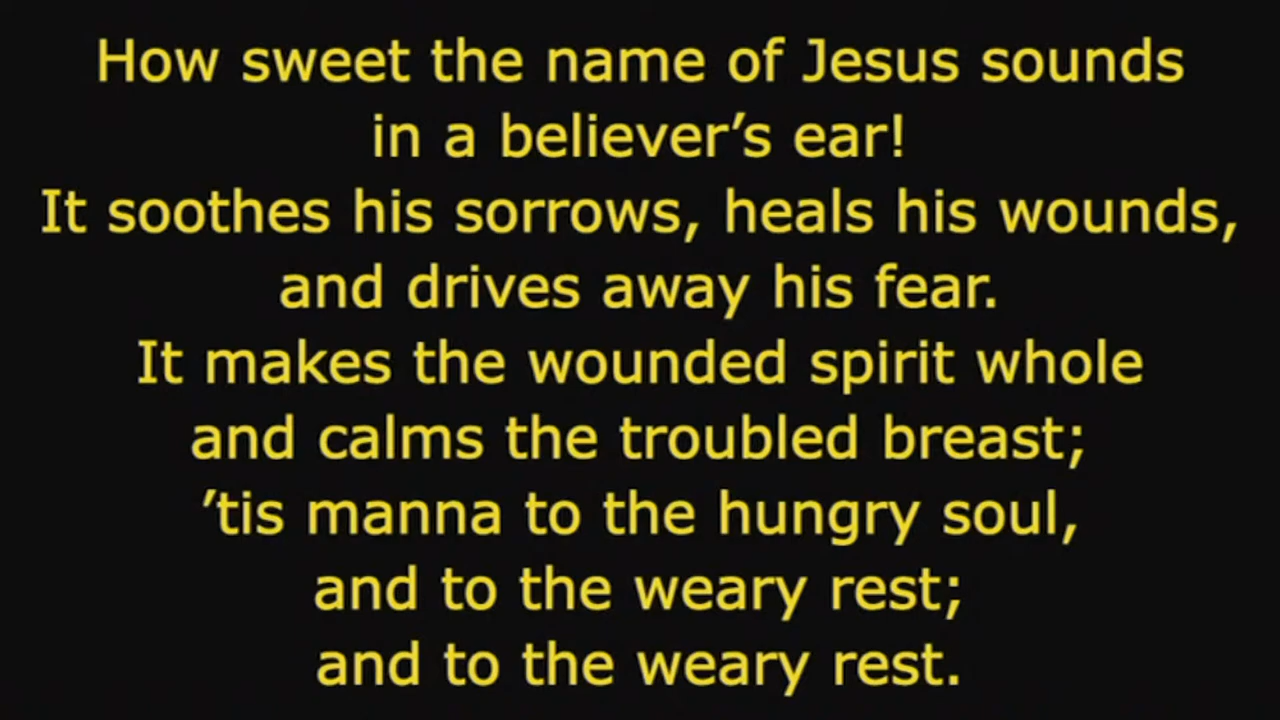 How sweet the name of Jesus sounds
in a believer’s ear!
It soothes his sorrows, heals his wounds,
and drives away his fear.
It makes the wounded spirit whole
and calms the troubled breast;
’tis manna to the hungry soul,
and to the weary rest;
and to the weary rest.